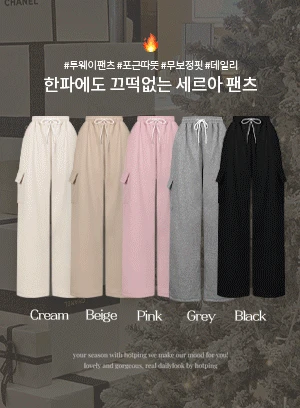 CHANEL
#투웨이팬츠 #포근따뜻 #무보정핏 #데일리
한파에도 끄떡없는 세르아 팬츠
Cream Beige Pink Grey Black
your season with hotping we make our mood for you!
lovely and gorgeous, real dailylook by hotping